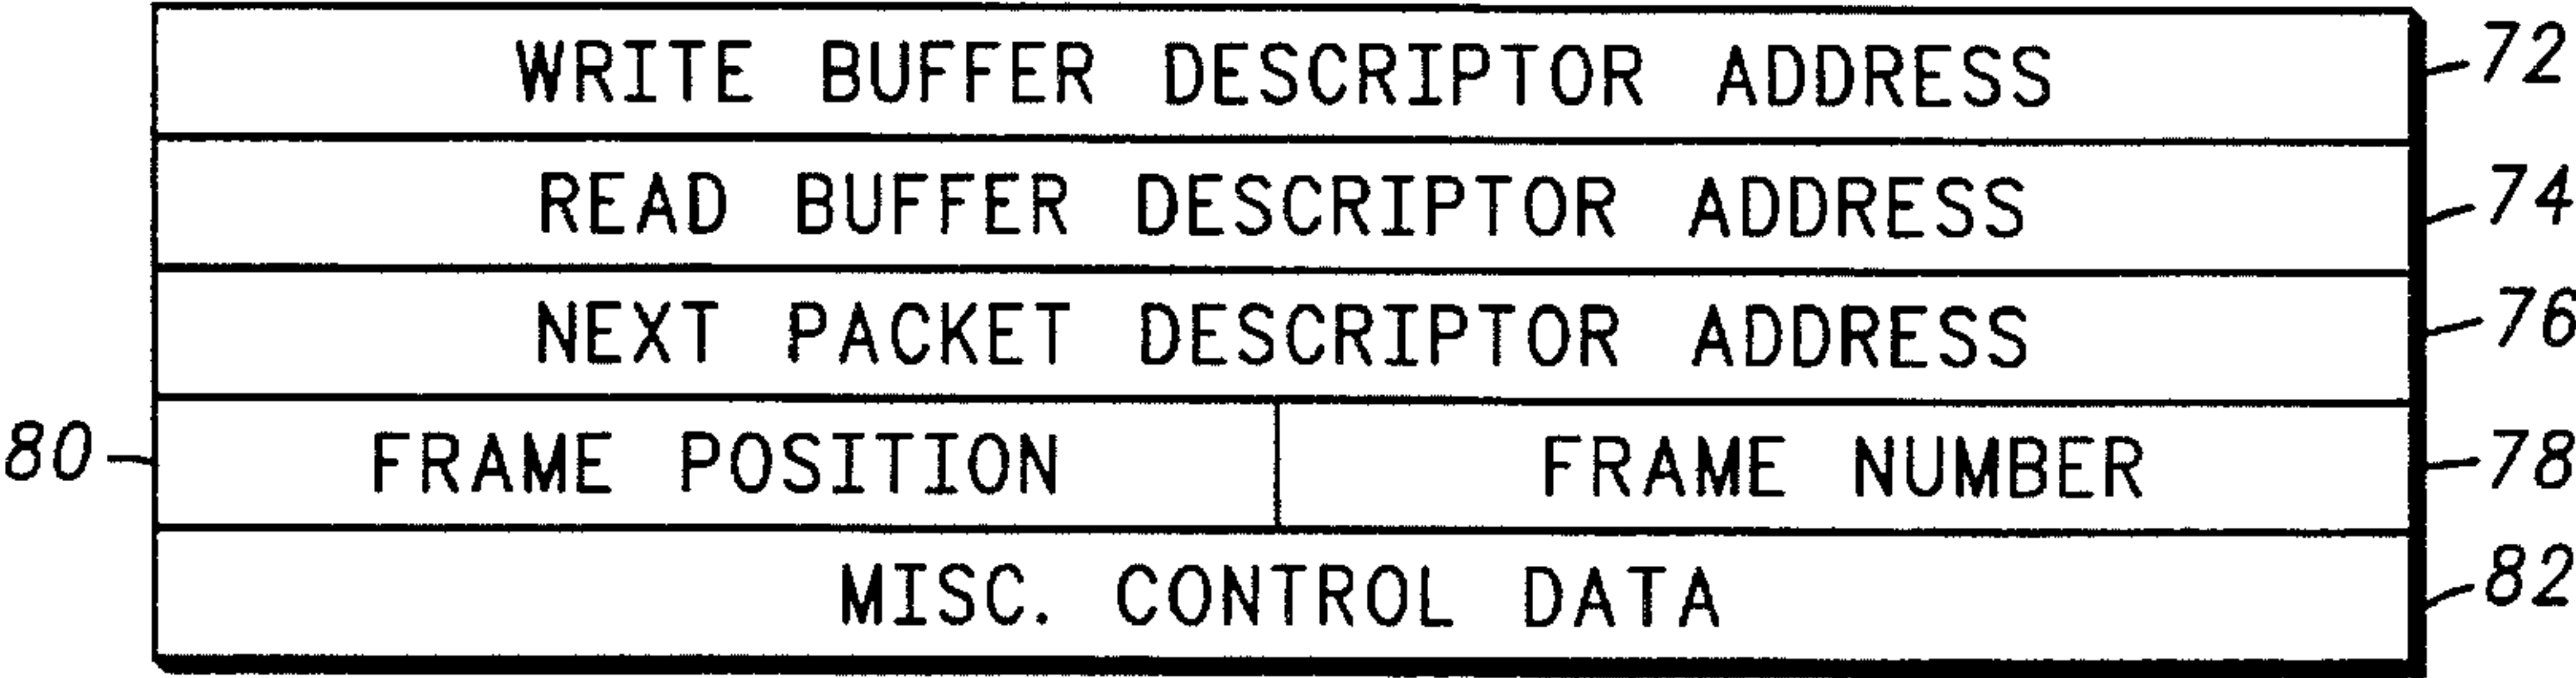 WRITE BUFFER DESCRIPTOR ADDRESS 72
READ BUFFER DESCRIPTOR ADDRESS 74
NEXT PACKET DESCRIPTOR ADDRESS 76
80 FRAME POSITION FRAME NUMBER 78
MISC. CONTROL DATA 82